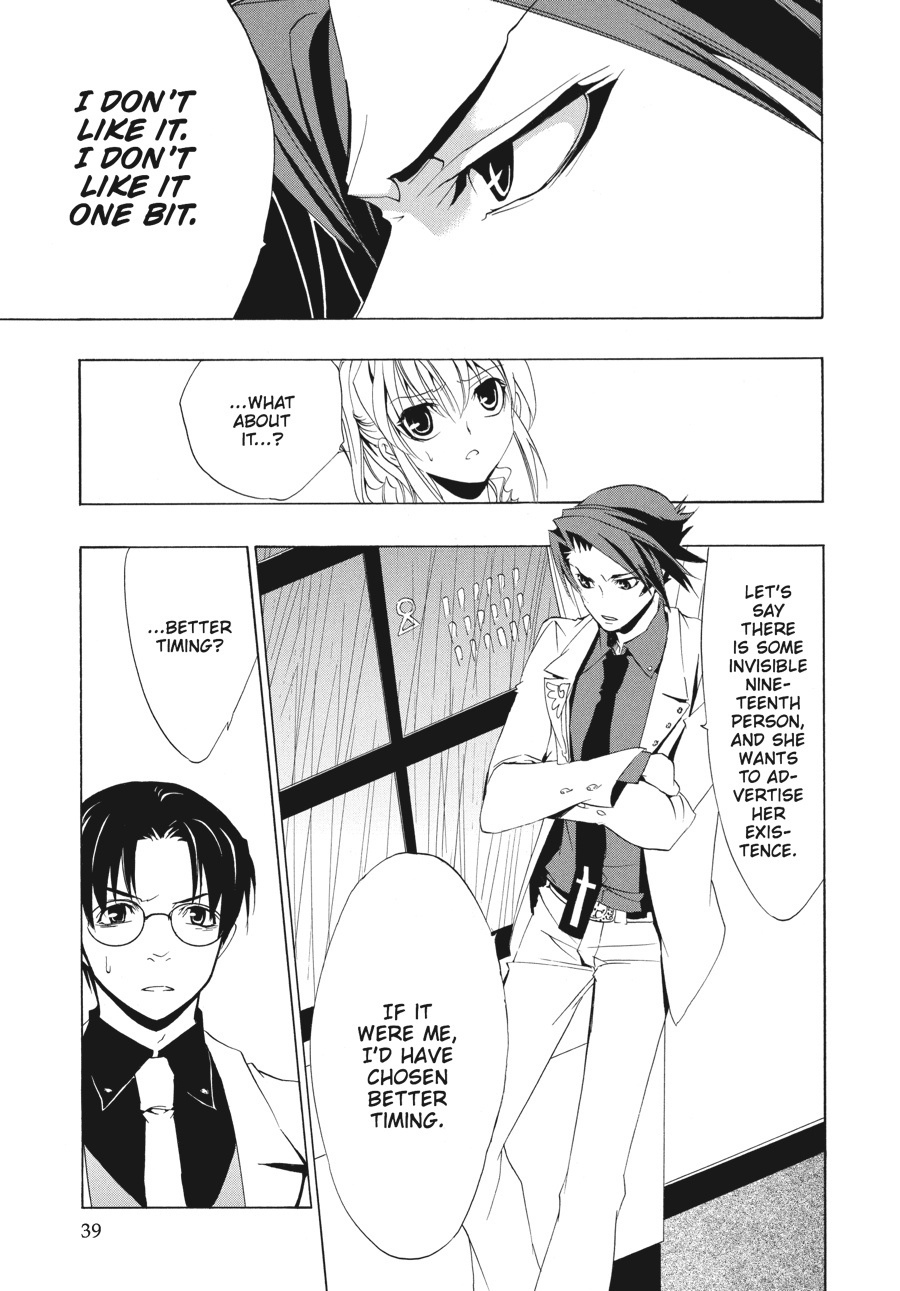 I DON'T
LIKE IT.
I DON'T
LIKE IT
ONE BIT.
...WHAT
ABOUT
IT...?
LET'S
SAY
THERE
IS SOME
INVISIBLE
NINE-
TEENTH
PERSON,
AND SHE
WANTS
TO AD-
VERTISE
HER
EXIS-
TENCE.
IF IT
WERE ME,
I'D HAVE
CHOSEN
BETTER
TIMING.
...BETTER
TIMING?
39